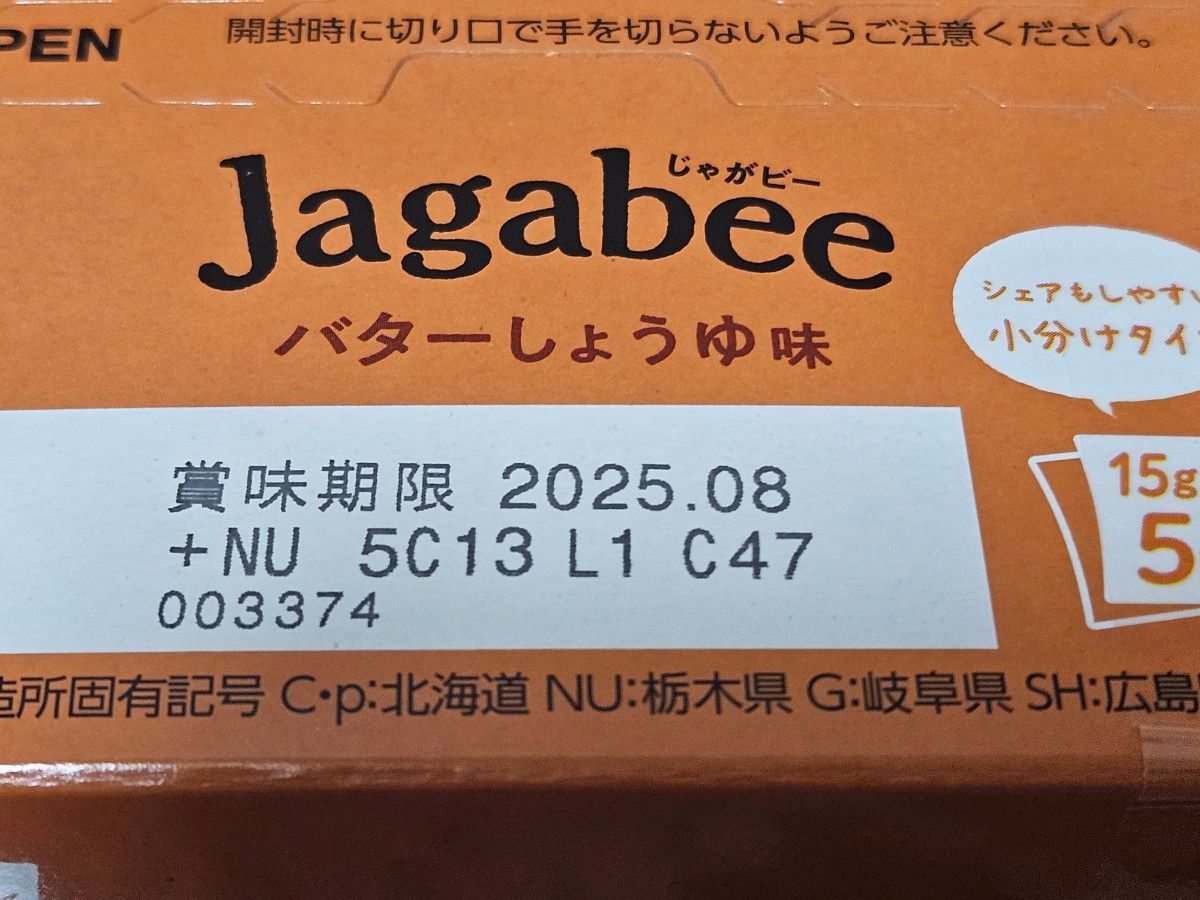 PEN
開封時に切り口で手を切らないようご注意ください。
じゃがビー
Jagabee
バターしょうゆ味
シェアもしやすい
小分けタイ
賞味期限 2025.08
+NU 5C13 L1 C47
003374
15g
5
造所固有記号 C・p:北海道 NU:栃木県 G:岐阜県 SH:広島